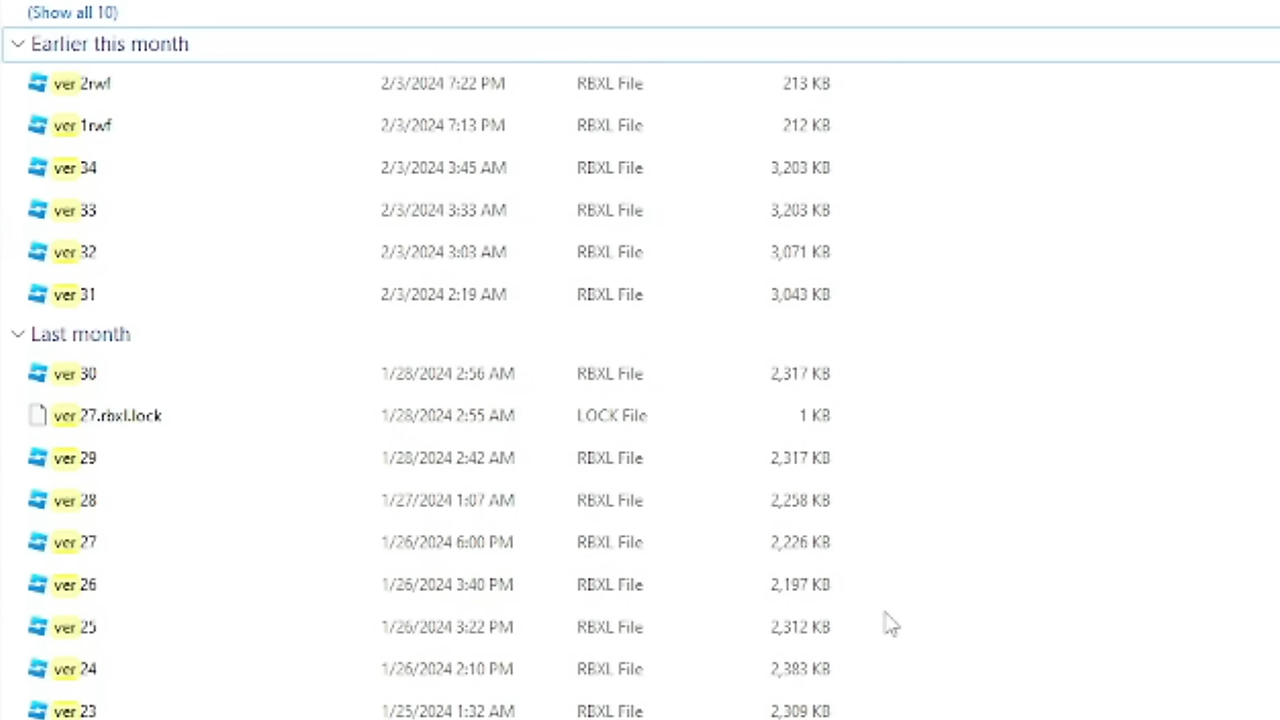 (Show all 10)
Earlier this month
ver 2rwf 2/3/2024 7:22 PM RBXL File 213 KB
ver 1rwf 2/3/2024 7:13 PM RBXL File 212 KB
ver 34 2/3/2024 3:45 AM RBXL File 3,203 KB
ver 33 2/3/2024 3:33 AM RBXL File 3,203 KB
ver 32 2/3/2024 3:03 AM RBXL File 3,071 KB
ver 31 2/3/2024 2:19 AM RBXL File 3,043 KB
Last month
ver 30 1/28/2024 2:56 AM RBXL File 2,317 KB
ver 27.rbxl.lock 1/28/2024 2:55 AM LOCK File 1 KB
ver 29 1/28/2024 2:42 AM RBXL File 2,317 KB
ver 28 1/27/2024 1:07 AM RBXL File 2,258 KB
ver 27 1/26/2024 6:00 PM RBXL File 2,226 KB
ver 26 1/26/2024 3:40 PM RBXL File 2,197 KB
ver 25 1/26/2024 3:22 PM RBXL File 2,312 KB
ver 24 1/26/2024 2:10 PM RBXL File 2,383 KB
ver 23 1/25/2024 1:32 AM RBXL File 2,309 KB